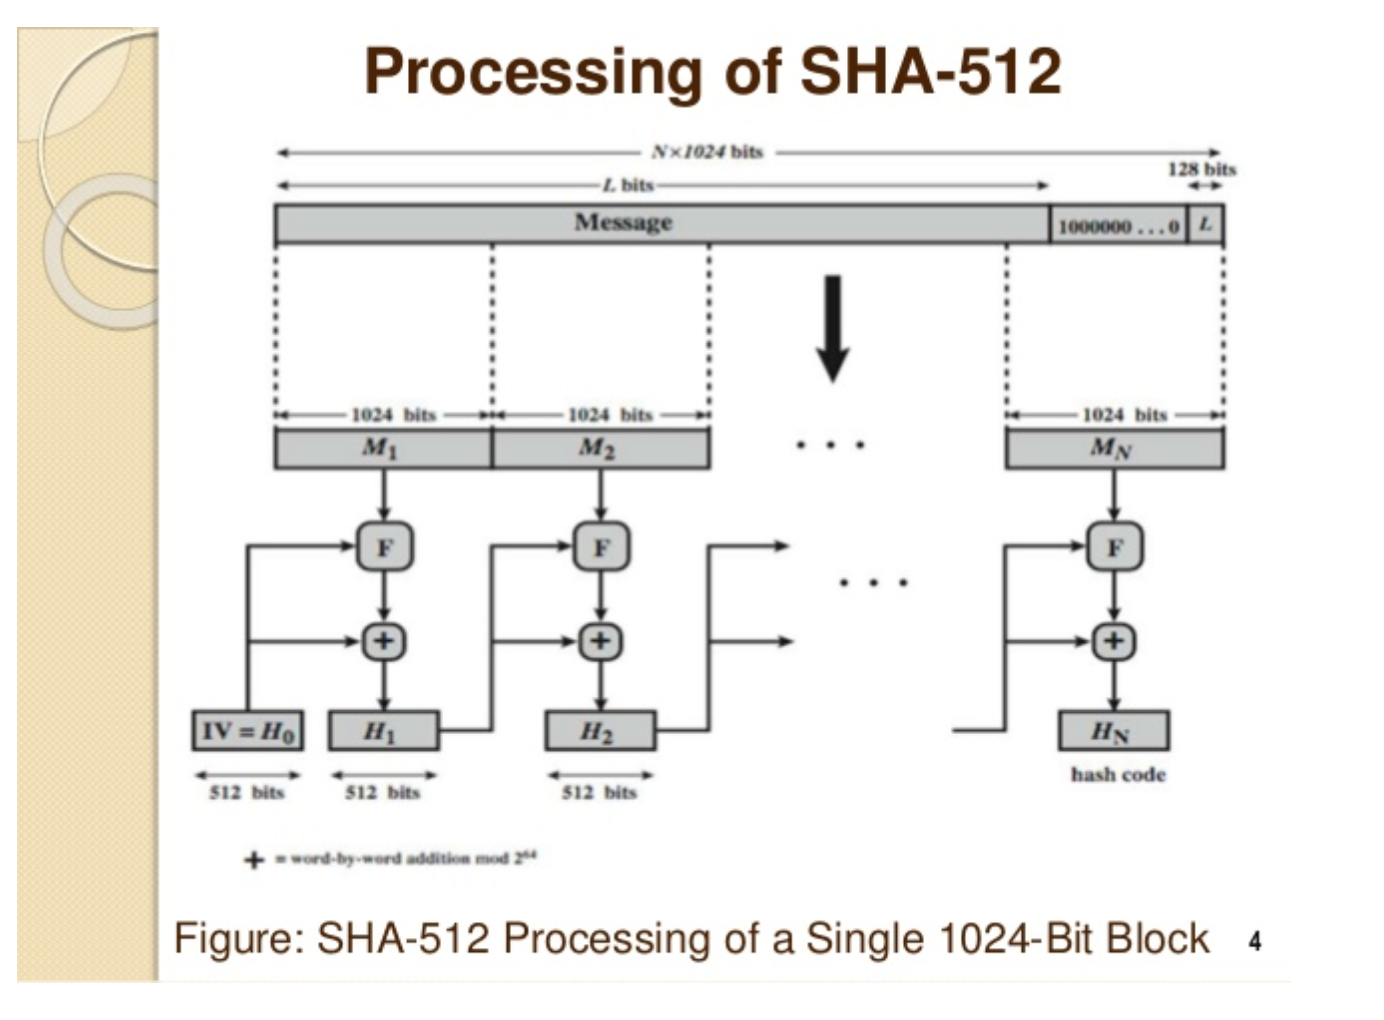 Processing of SHA-512
N×1024 bits
128 bits
L bits
Message
1000000 . . . 0
L
1024 bits
1024 bits
1024 bits
M1
M2
. . .
MN
F
F
F
. . .
+
+
+
IV = H0
H1
H2
HN
hash code
512 bits
512 bits
512 bits
+ = word-by-word addition mod 2^64
Figure: SHA-512 Processing of a Single 1024-Bit Block
4